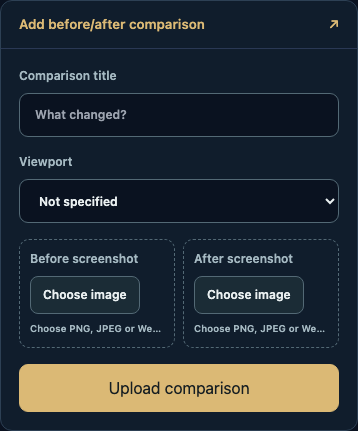 Add before/after comparison
Comparison title
What changed?
Viewport
Not specified
Before screenshot
After screenshot
Choose image
Choose image
Choose PNG, JPEG or We...
Choose PNG, JPEG or We...
Upload comparison